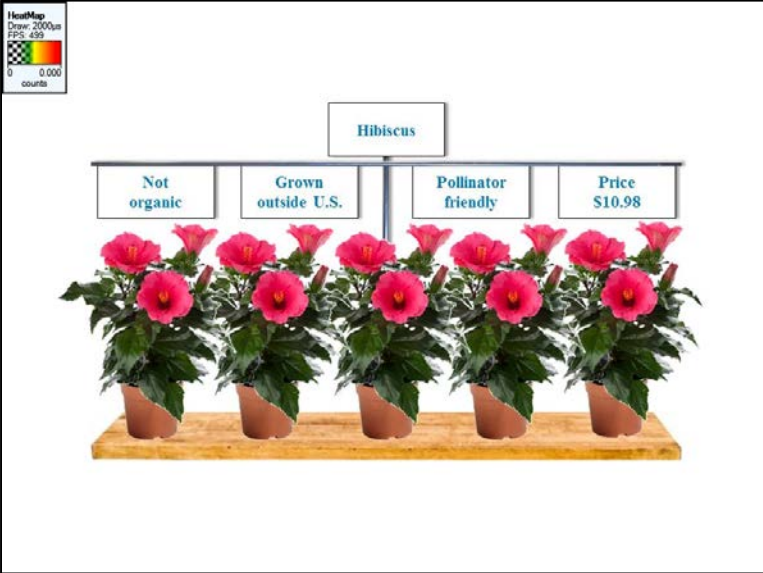 HeatMap
Draw: 2000µs
FPS: 499
0 0.000
counts
Hibiscus
Not
organic
Grown
outside U.S.
Pollinator
friendly
Price
$10.98